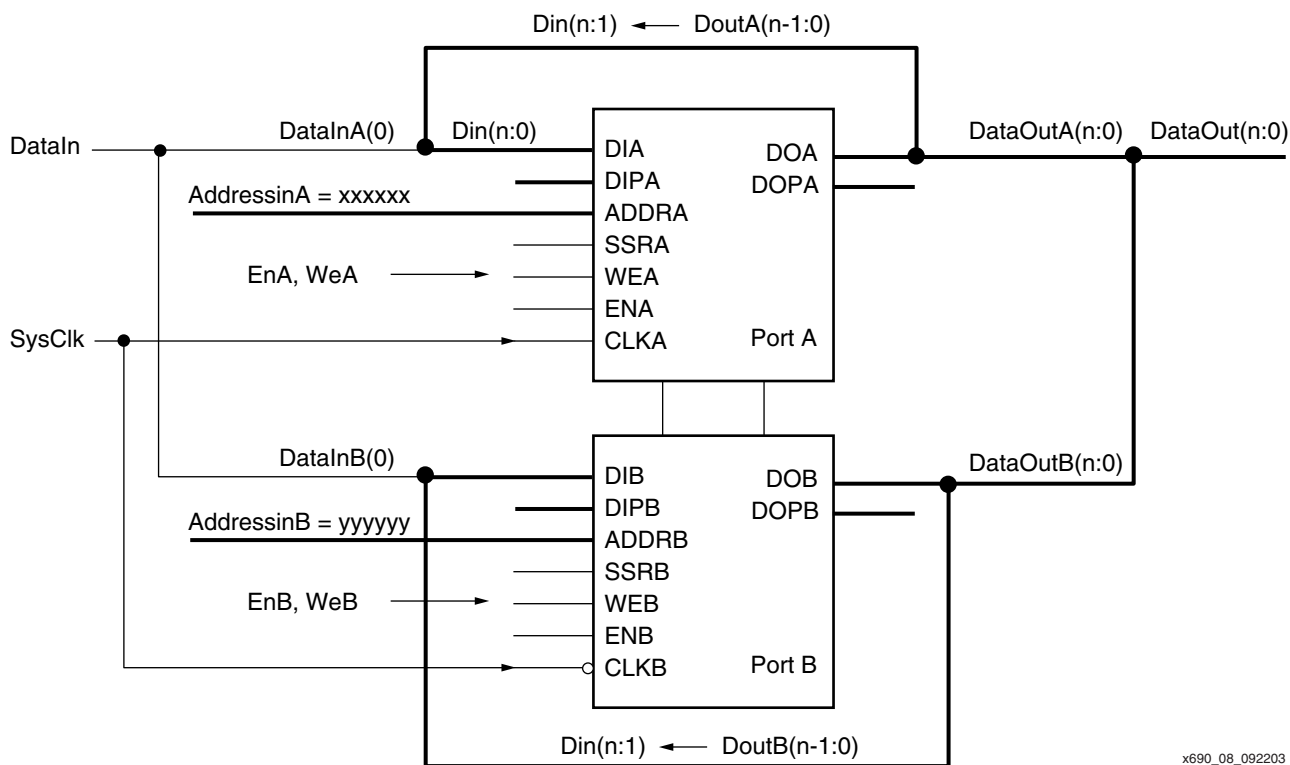 Din(n:1) ← DoutA(n-1:0)
DataIn
DataInA(0)
Din(n:0)
DataOutA(n:0)
DataOut(n:0)
DIA
DOA
DIPA
DOPA
AddressinA = xxxxxx
ADDRA
SSRA
EnA, WeA
WEA
ENA
SysClk
CLKA
Port A
DataInB(0)
DataOutB(n:0)
DIB
DOB
DIPB
DOPB
AddressinB = yyyyyy
ADDRB
SSRB
EnB, WeB
WEB
ENB
CLKB
Port B
Din(n:1) ← DoutB(n-1:0)
x690_08_092203